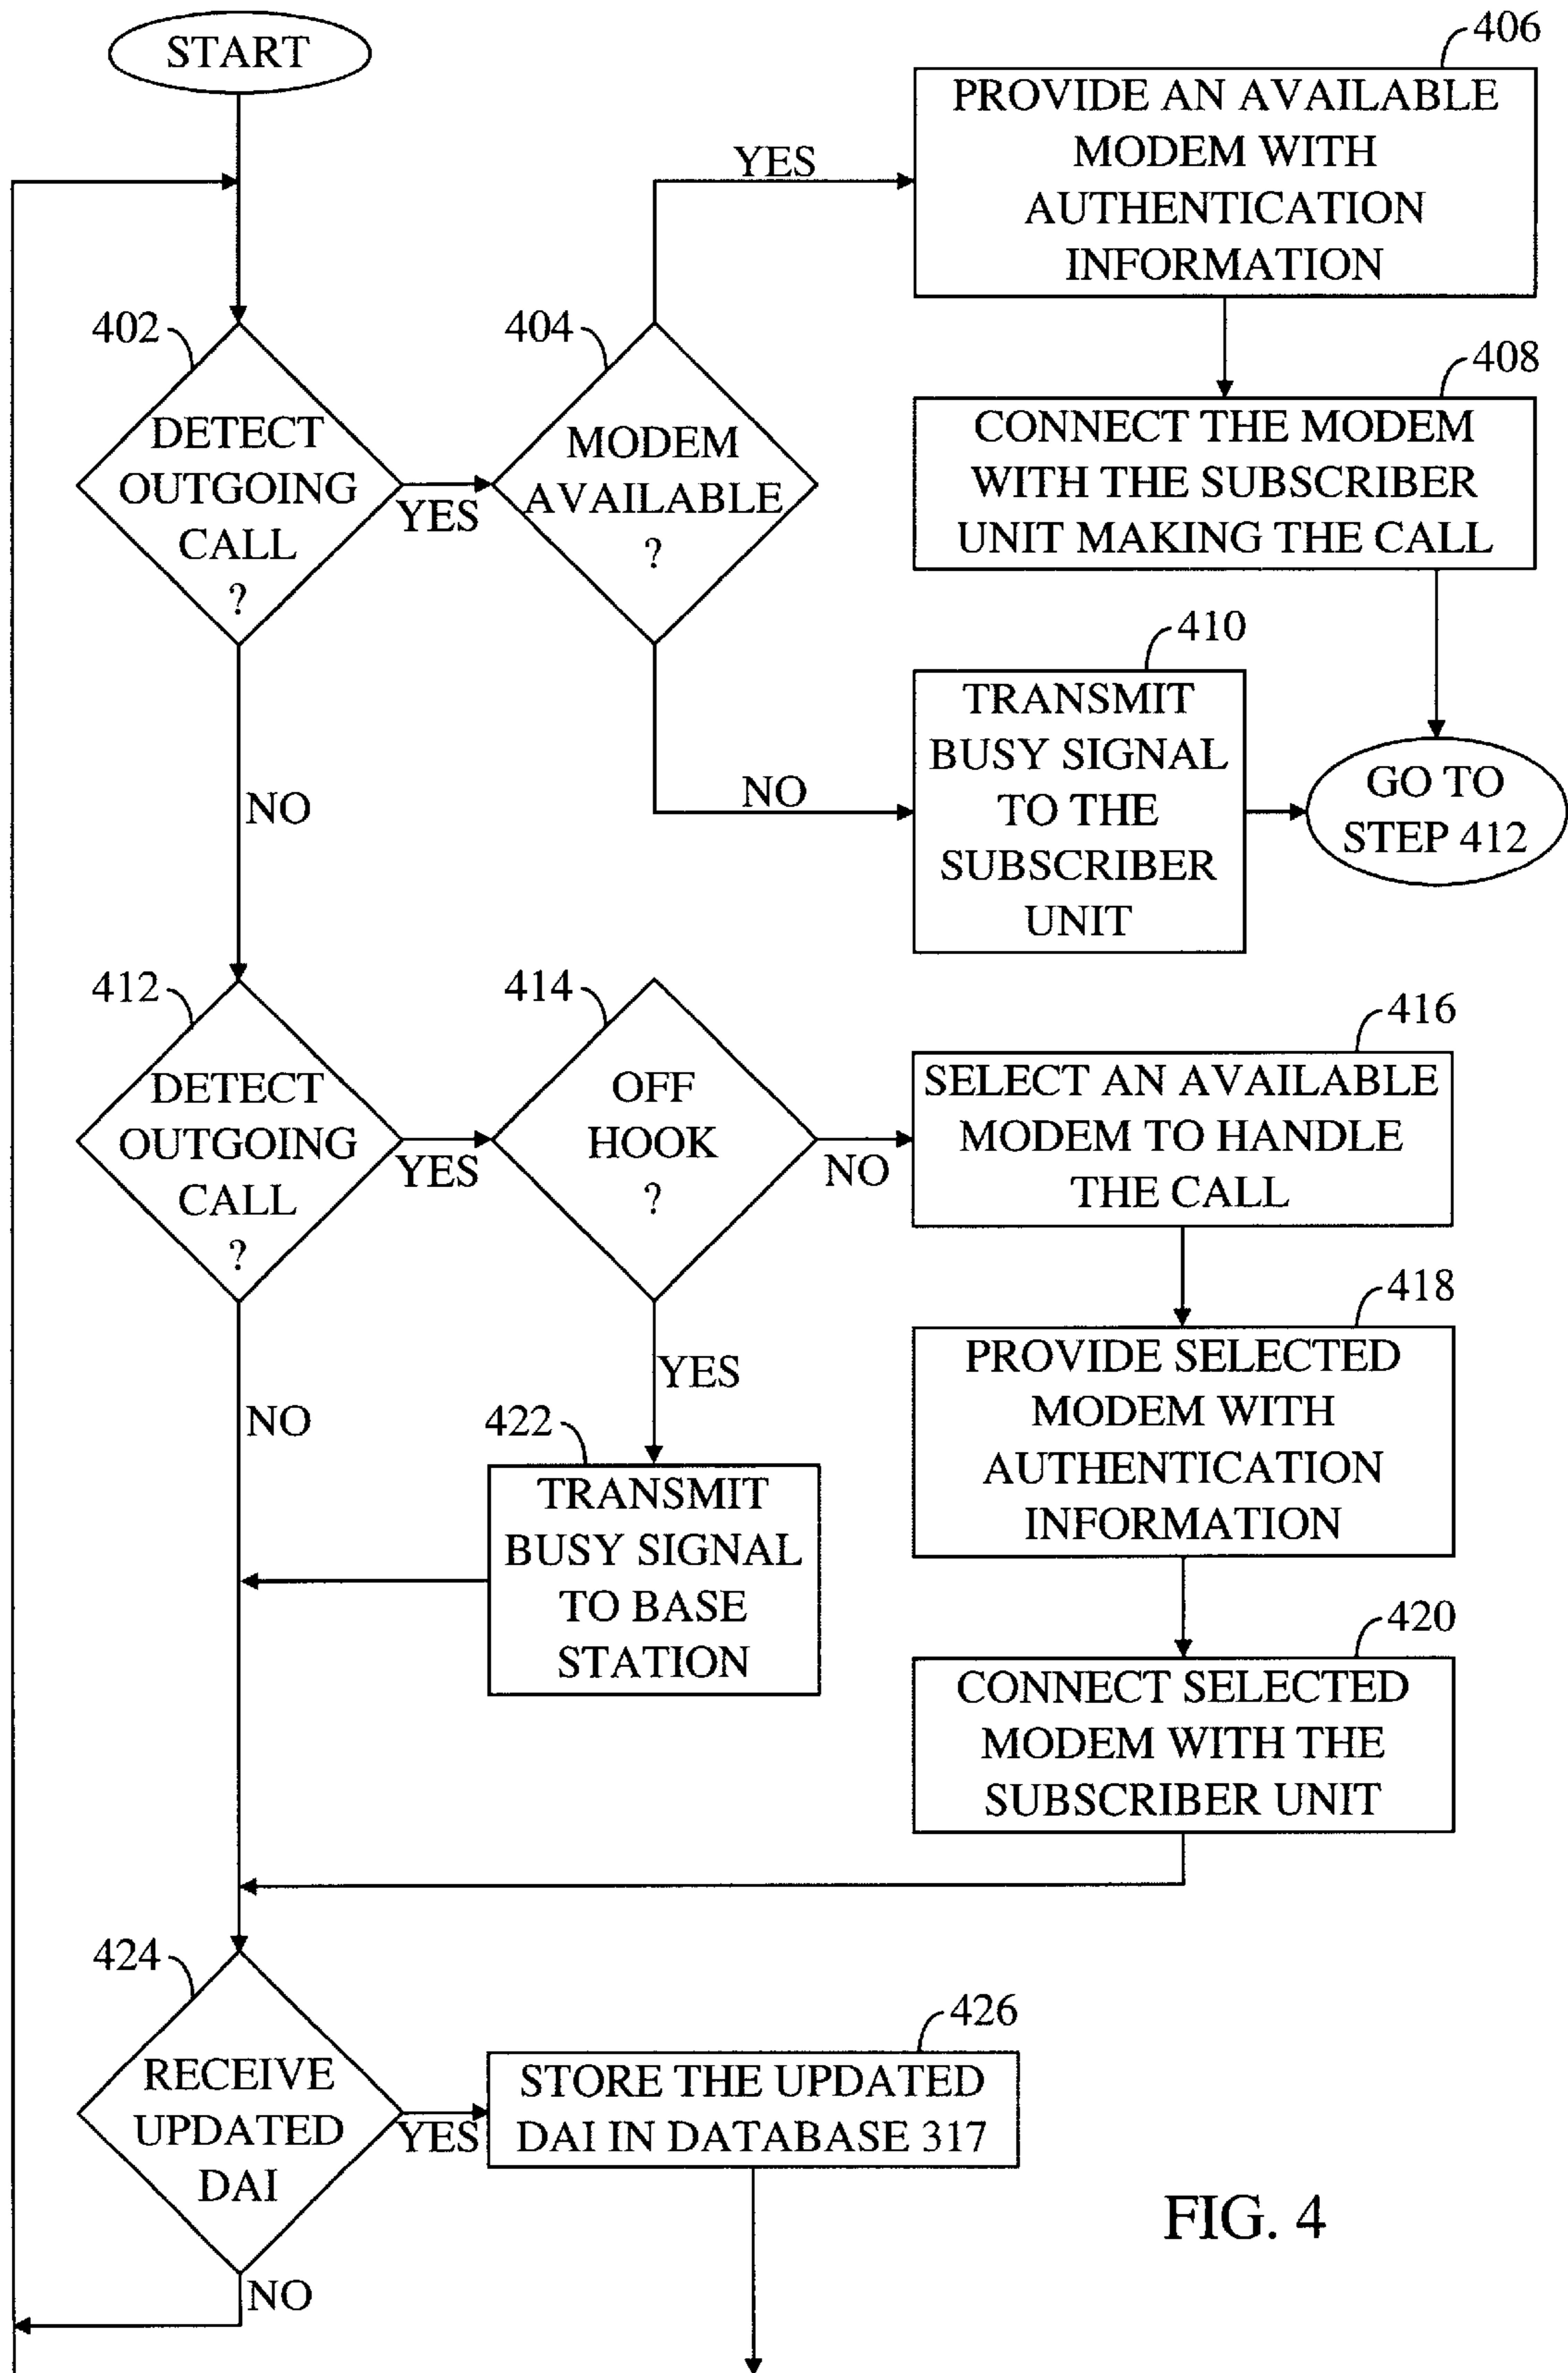 START
406
PROVIDE AN AVAILABLE
MODEM WITH
AUTHENTICATION
INFORMATION
YES
402
DETECT
OUTGOING
CALL
?
YES
404
MODEM
AVAILABLE
?
408
CONNECT THE MODEM
WITH THE SUBSCRIBER
UNIT MAKING THE CALL
NO
410
TRANSMIT
BUSY SIGNAL
TO THE
SUBSCRIBER
UNIT
GO TO
STEP 412
NO
412
DETECT
OUTGOING
CALL
?
YES
414
OFF
HOOK
?
NO
416
SELECT AN AVAILABLE
MODEM TO HANDLE
THE CALL
418
PROVIDE SELECTED
MODEM WITH
AUTHENTICATION
INFORMATION
YES
422
TRANSMIT
BUSY SIGNAL
TO BASE
STATION
NO
420
CONNECT SELECTED
MODEM WITH THE
SUBSCRIBER UNIT
424
RECEIVE
UPDATED
DAI
YES
426
STORE THE UPDATED
DAI IN DATABASE 317
NO
FIG. 4